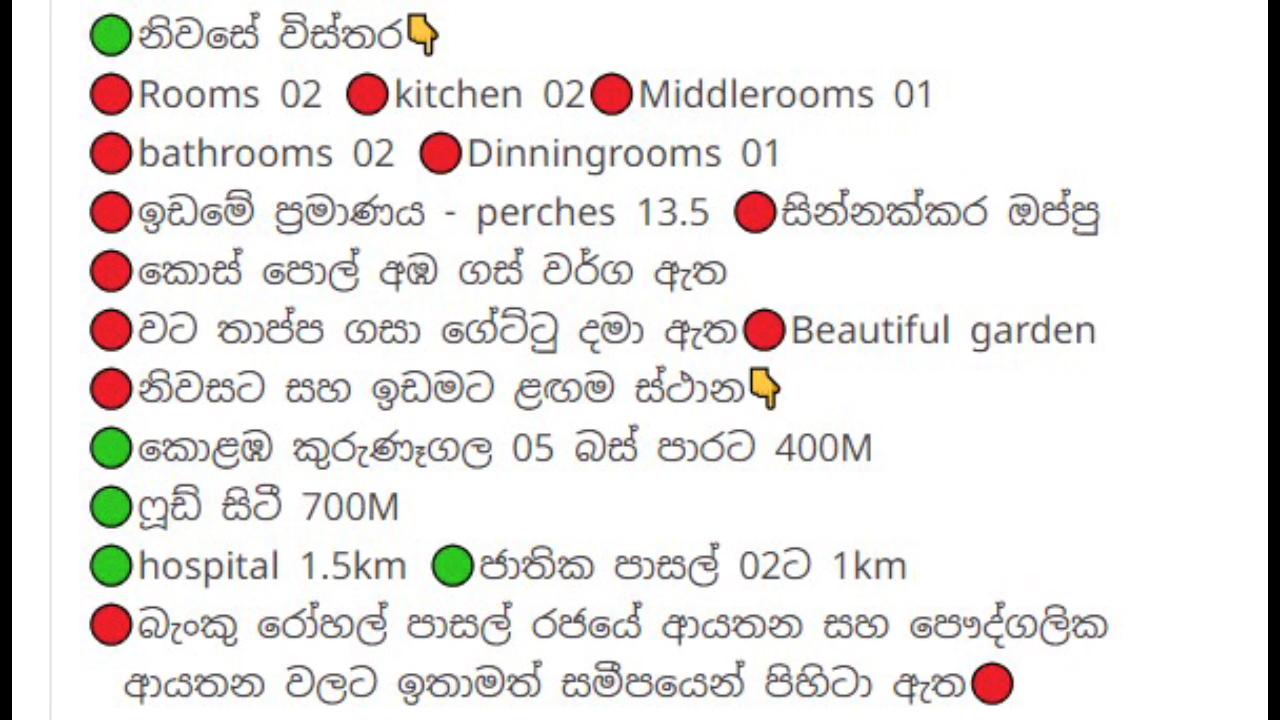 🟢නිවසේ විස්තර👇
🔴Rooms 02 🔴kitchen 02🔴Middlerooms 01
🔴bathrooms 02 🔴Dinningrooms 01
🔴ඉඩමේ ප්‍රමාණය - perches 13.5 🔴සින්නක්කර ඔප්පු
🔴කොස් පොල් අඹ ගස් වර්ග ඇත
🔴වට තාප්ප ගසා ගේට්ටු දමා ඇත🔴Beautiful garden
🔴නිවසට සහ ඉඩමට ළඟම ස්ථාන👇
🟢කොළඹ කුරුණෑගල 05 බස් පාරට 400M
🟢ෆූඩ් සිටී 700M
🟢hospital 1.5km 🟢ජාතික පාසල් 02ට 1km
🔴බැංකු රෝහල් පාසල් රජයේ ආයතන සහ පෞද්ගලික
ආයතන වලට ඉතාමත් සමීපයෙන් පිහිටා ඇත🔴